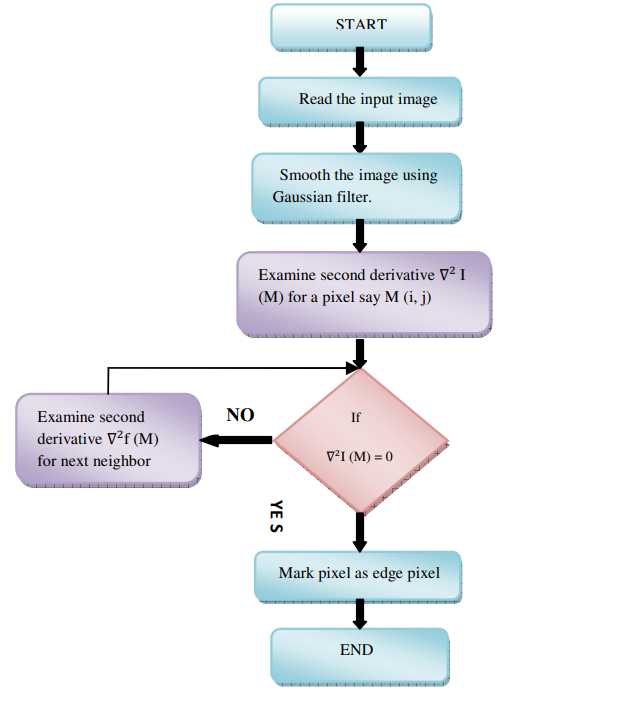 START
Read the input image
Smooth the image using
Gaussian filter.
Examine second derivative ∇² I
(M) for a pixel say M (i, j)
If
∇²I (M) = 0
NO
Examine second
derivative ∇²f (M)
for next neighbor
YES
Mark pixel as edge pixel
END